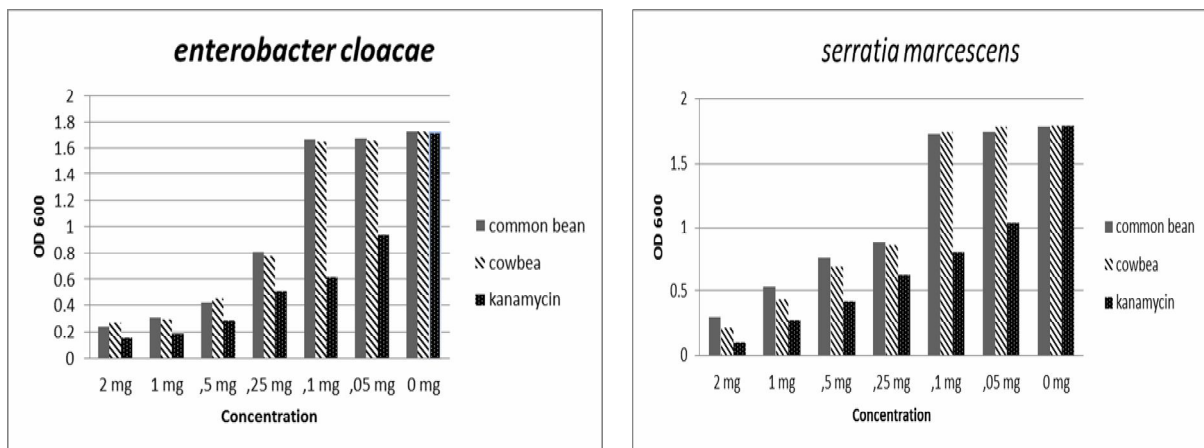 enterobacter cloacae
2
1.8
1.6
1.4
1.2
1
0.8
0.6
0.4
0.2
0
OD 600
2 mg 1 mg ,5 mg ,25 mg ,1 mg ,05 mg 0 mg
Concentration
common bean
cowbea
kanamycin
serratia marcescens
2
1.5
1
0.5
0
OD 600
2 mg 1 mg ,5 mg ,25 mg ,1 mg ,05 mg 0 mg
Concentration
common bean
cowbea
kanamycin